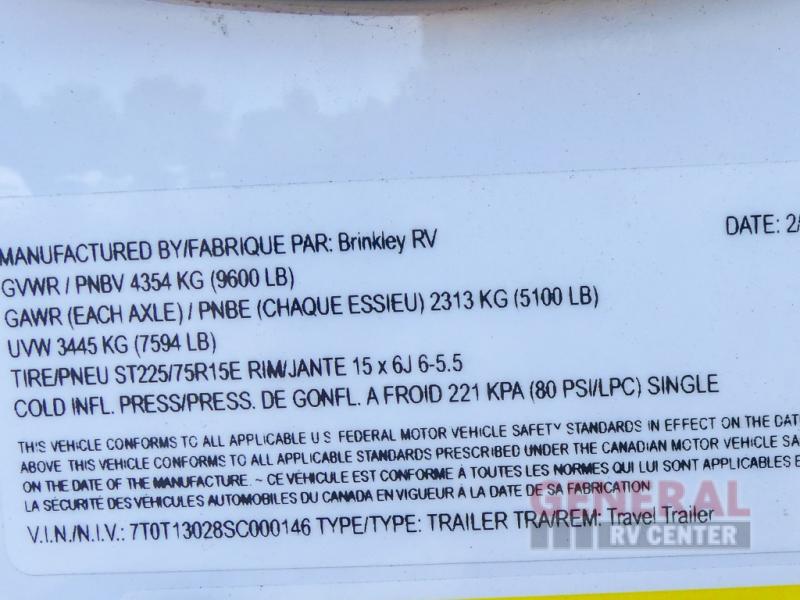 MANUFACTURED BY/FABRIQUE PAR: Brinkley RV DATE: 2/
GVWR / PNBV 4354 KG (9600 LB)
GAWR (EACH AXLE) / PNBE (CHAQUE ESSIEU) 2313 KG (5100 LB)
UVW 3445 KG (7594 LB)
TIRE/PNEU ST225/75R15E RIM/JANTE 15 x 6J 6-5.5
COLD INFL. PRESS/PRESS. DE GONFL. A FROID 221 KPA (80 PSI/LPC) SINGLE
THIS VEHICLE CONFORMS TO ALL APPLICABLE U S FEDERAL MOTOR VEHICLE SAFETY STANDARDS IN EFFECT ON THE DAT
ABOVE THIS VEHICLE CONFORMS TO ALL APPLICABLE STANDARDS PRESCRIBED UNDER THE CANADIAN MOTOR VEHICLE SA
ON THE DATE OF THE MANUFACTURE. ~ CE VÉHICULE EST CONFORME À TOUTES LES NORMES QUI LUI SONT APPLICABLES E
LA SÉCURITÉ DES VÉHICULES AUTOMOBILES DU CANADA EN VIGUEUR À LA DATE DE SA FABRICATION
V.I.N./N.I.V.: 7T0T13028SC000146 TYPE/TYPE: TRAILER TRA/REM: Travel Trailer
GENERAL
RV CENTER